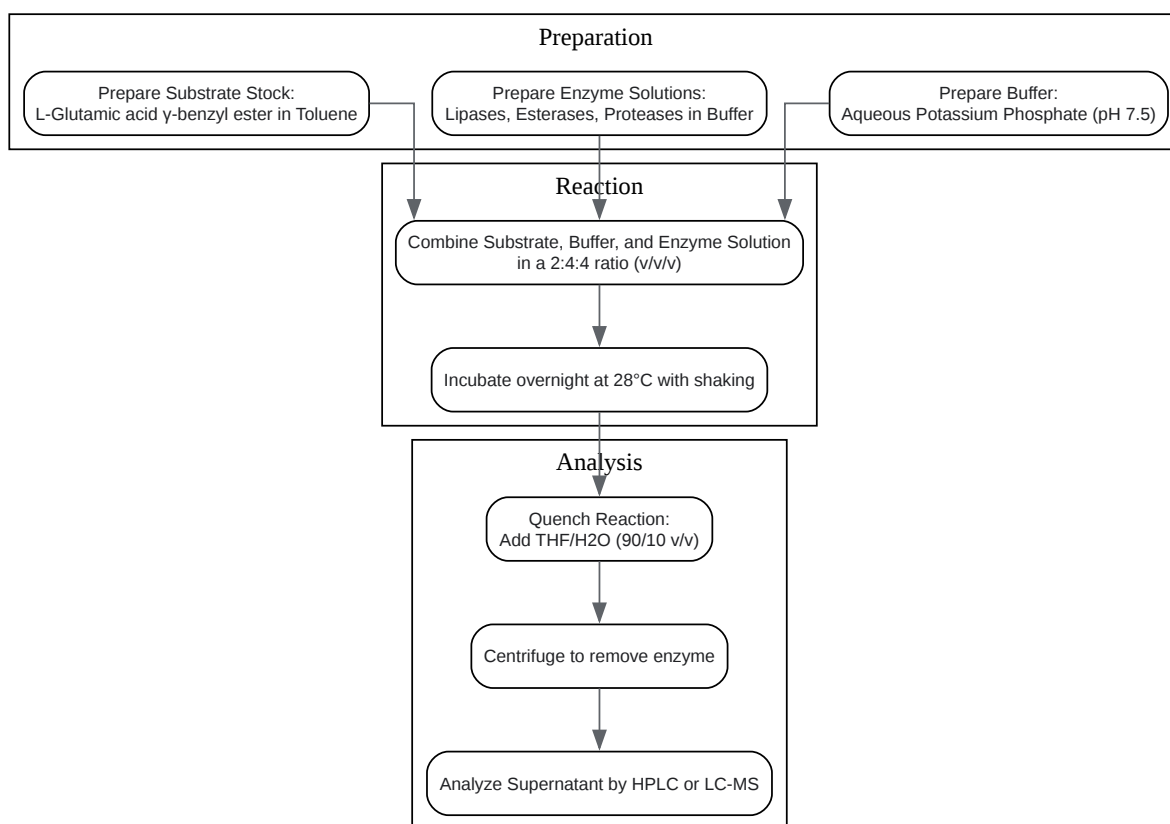 Preparation
Prepare Substrate Stock:
L-Glutamic acid γ-benzyl ester in Toluene
Prepare Enzyme Solutions:
Lipases, Esterases, Proteases in Buffer
Prepare Buffer:
Aqueous Potassium Phosphate (pH 7.5)
Reaction
Combine Substrate, Buffer, and Enzyme Solution
in a 2:4:4 ratio (v/v/v)
Incubate overnight at 28°C with shaking
Analysis
Quench Reaction:
Add THF/H2O (90/10 v/v)
Centrifuge to remove enzyme
Analyze Supernatant by HPLC or LC-MS